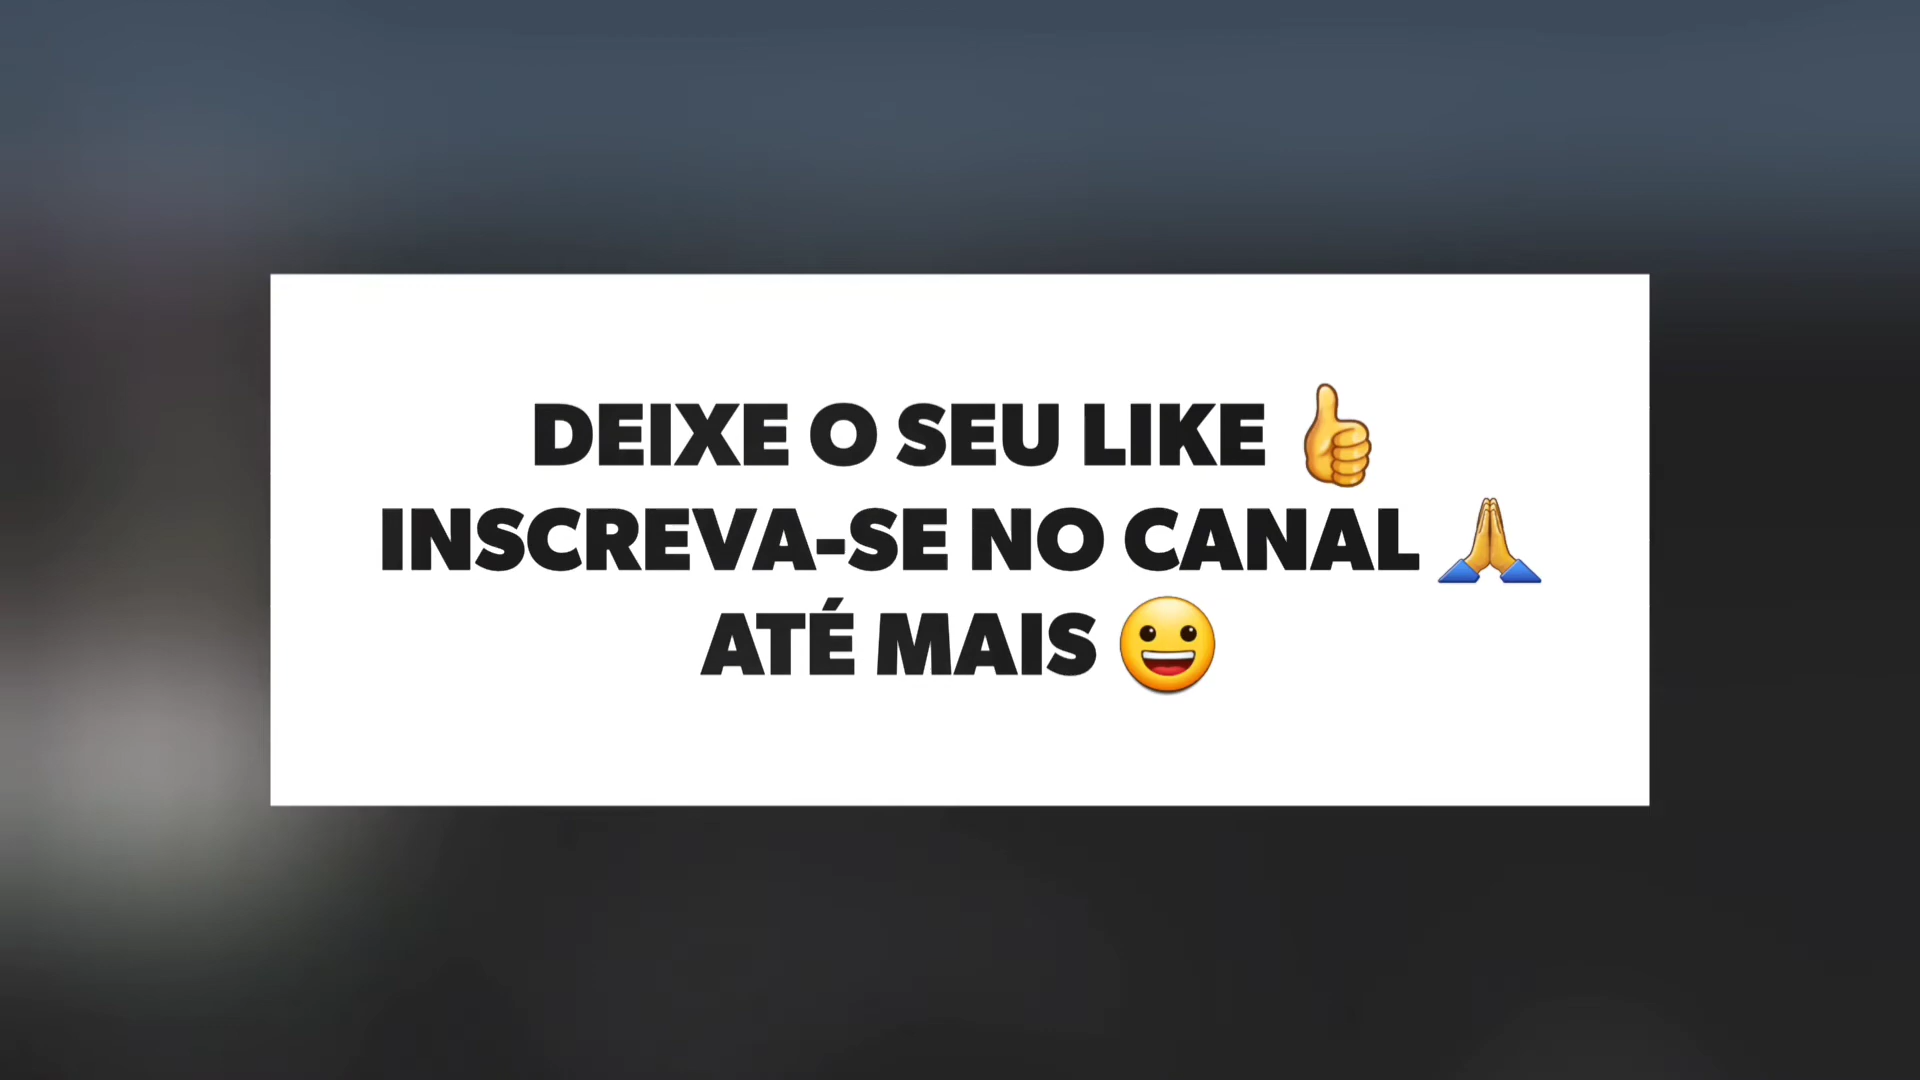 DEIXE O SEU LIKE 👍
INSCREVA-SE NO CANAL 🙏
ATÉ MAIS 😀